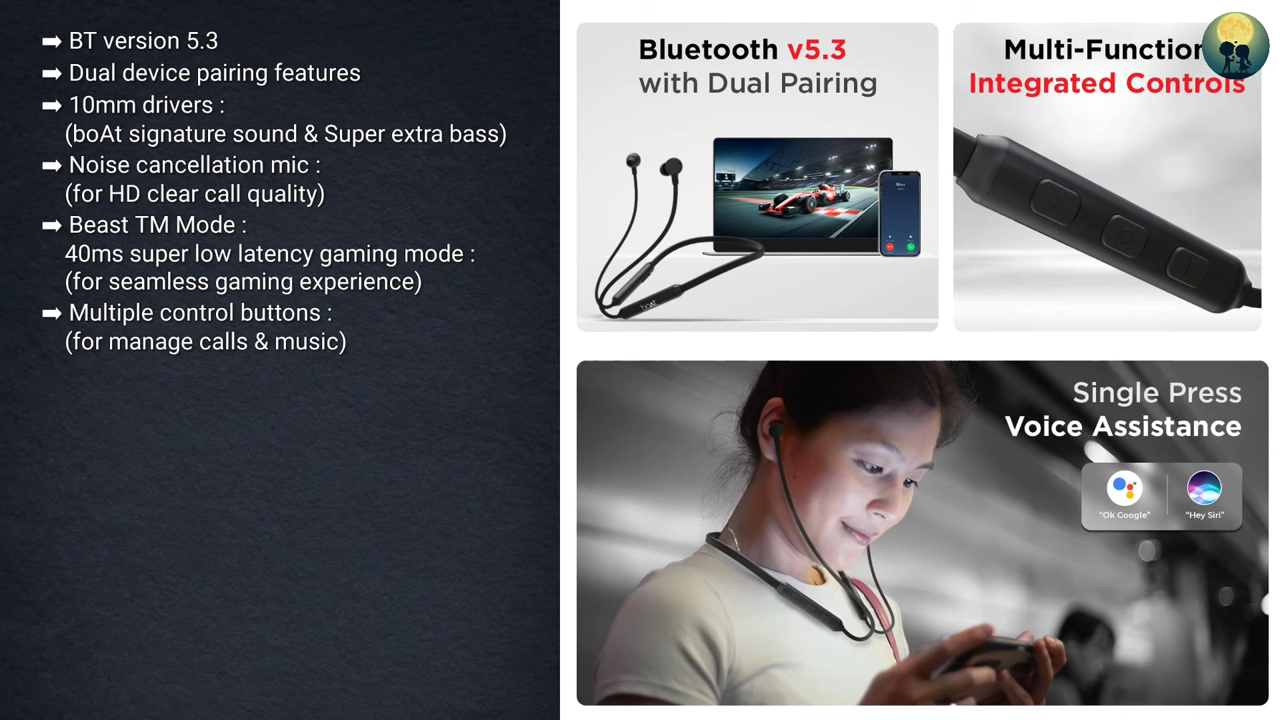 ➡ BT version 5.3
➡ Dual device pairing features
➡ 10mm drivers :
(boAt signature sound & Super extra bass)
➡ Noise cancellation mic :
(for HD clear call quality)
➡ Beast TM Mode :
40ms super low latency gaming mode :
(for seamless gaming experience)
➡ Multiple control buttons :
(for manage calls & music)
Bluetooth v5.3
with Dual Pairing
boAt
Multi-Function
Integrated Controls
Single Press
Voice Assistance
“Ok Google”
“Hey Siri”